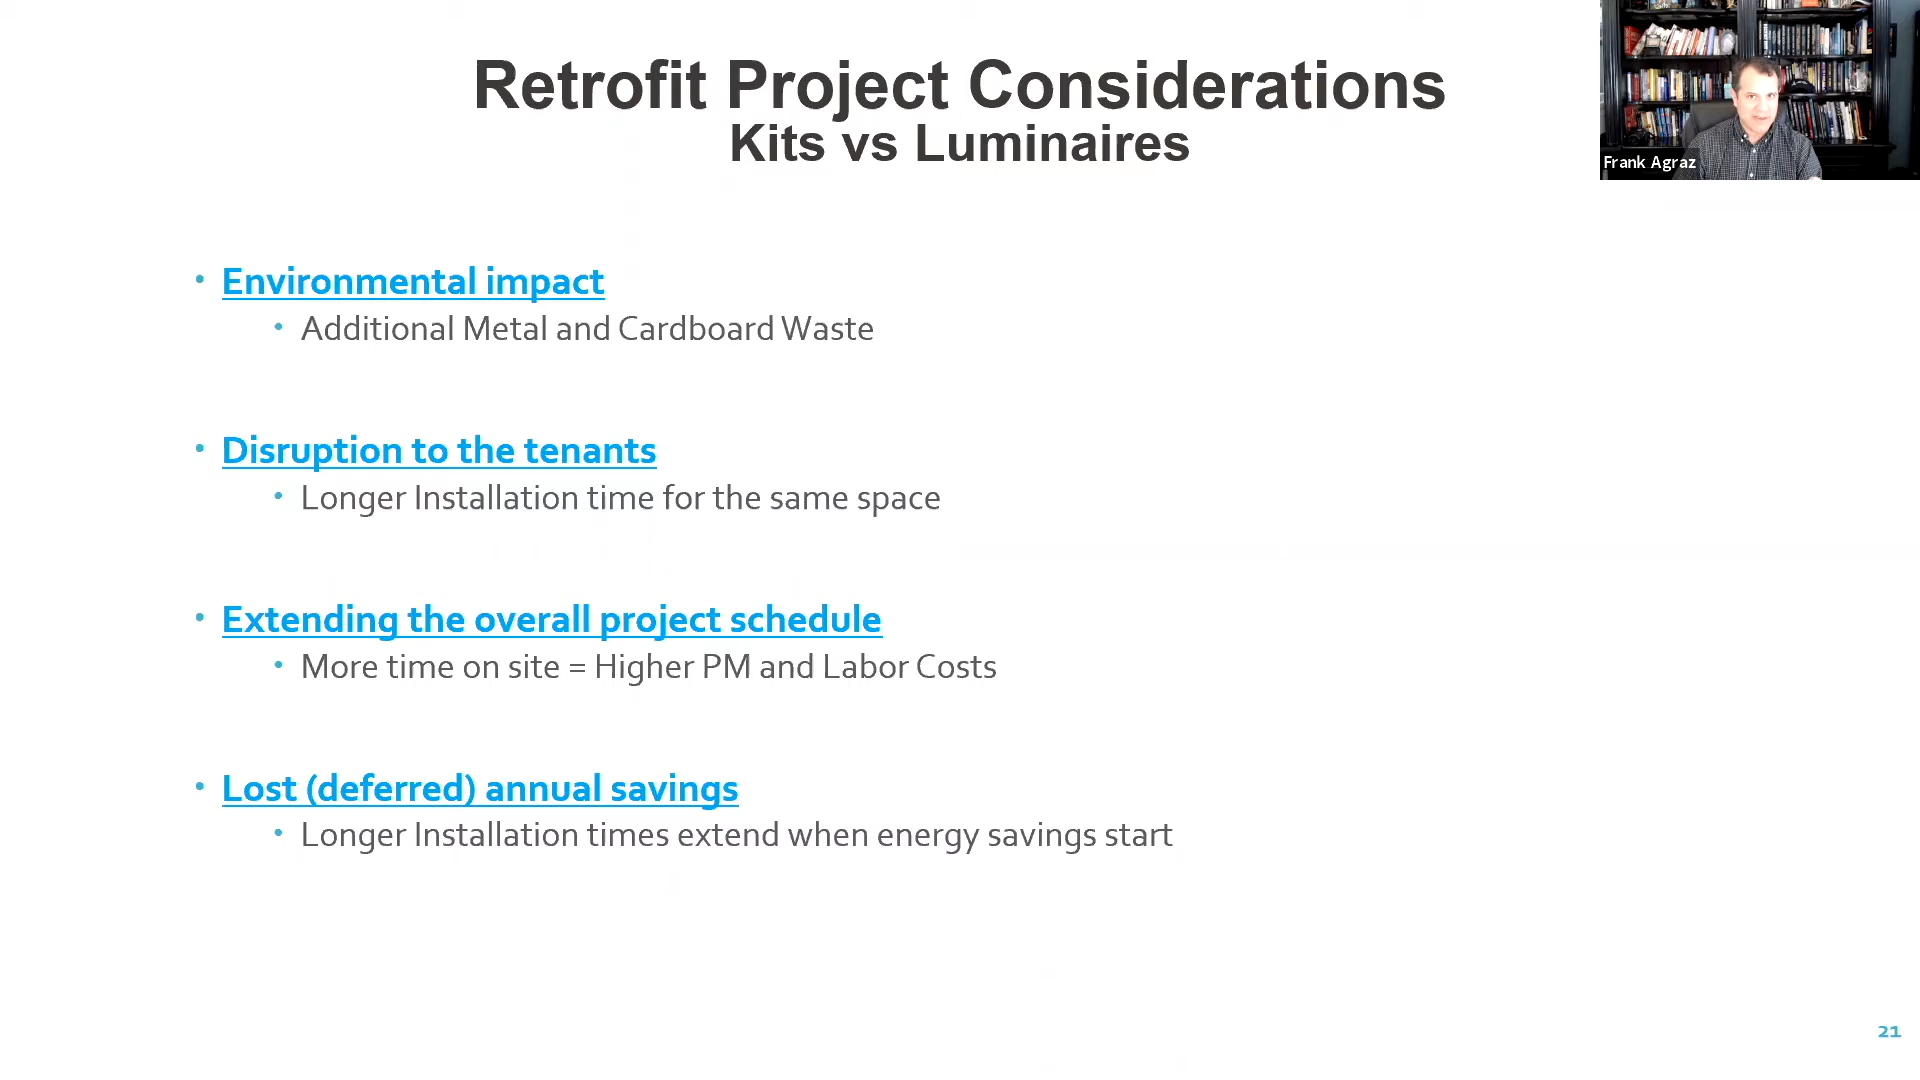 Retrofit Project Considerations
Kits vs Luminaires
Frank Agraz
• Environmental impact
• Additional Metal and Cardboard Waste
• Disruption to the tenants
• Longer Installation time for the same space
• Extending the overall project schedule
• More time on site = Higher PM and Labor Costs
• Lost (deferred) annual savings
• Longer Installation times extend when energy savings start
21